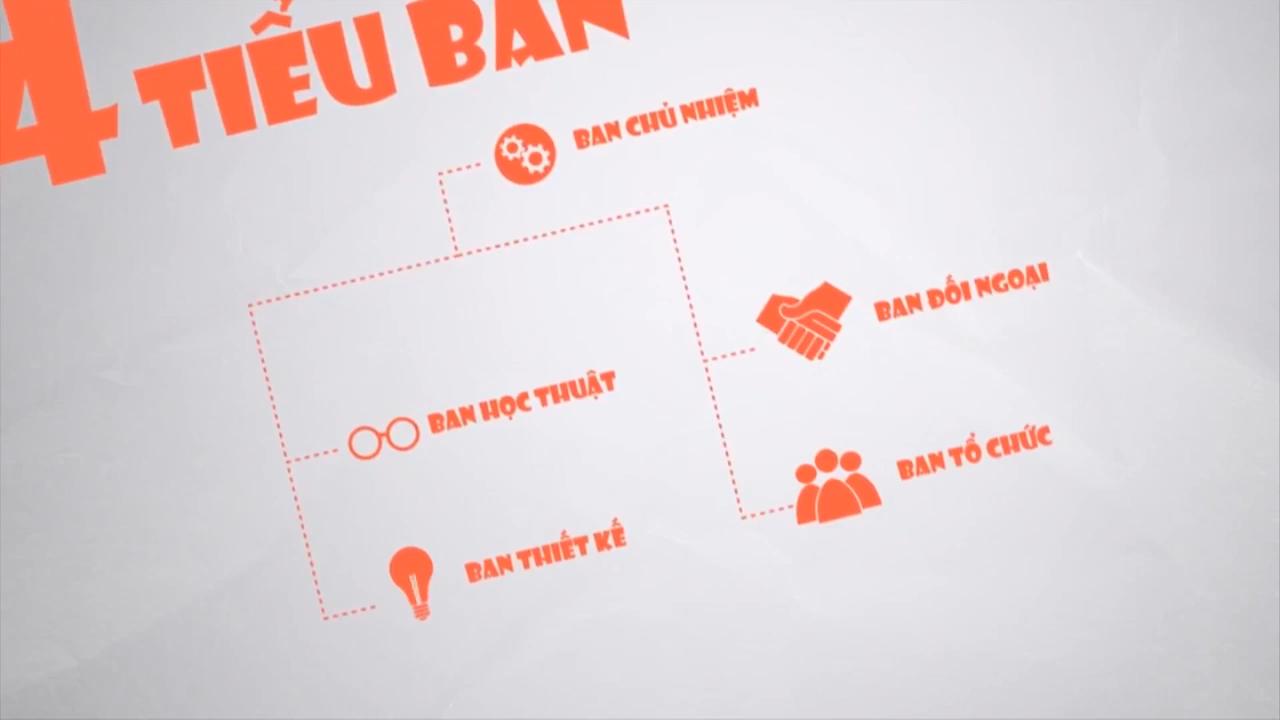 4 TIỂU BAN
BAN CHỦ NHIỆM
BAN ĐỐI NGOẠI
BAN HỌC THUẬT
BAN TỔ CHỨC
BAN THIẾT KẾ